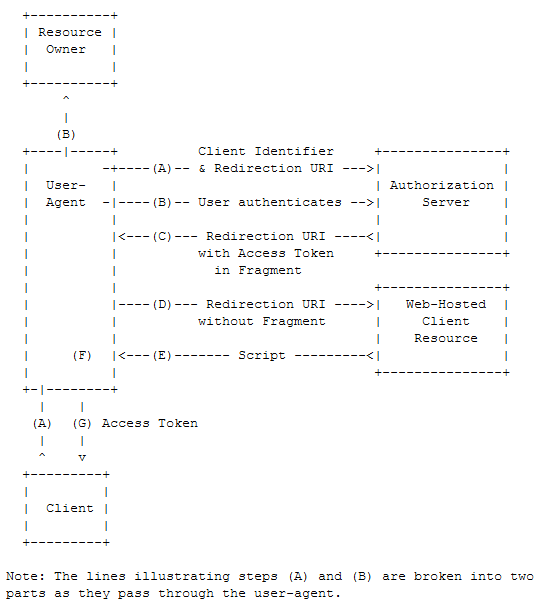 Resource
Owner
(B)
Client Identifier
(A) & Redirection URI
User-
Agent
Authorization
Server
(B) User authenticates
(C) Redirection URI
with Access Token
in Fragment
(D) Redirection URI
without Fragment
Web-Hosted
Client
Resource
(F)
(E) Script
(A) (G) Access Token
Client
Note: The lines illustrating steps (A) and (B) are broken into two
parts as they pass through the user-agent.